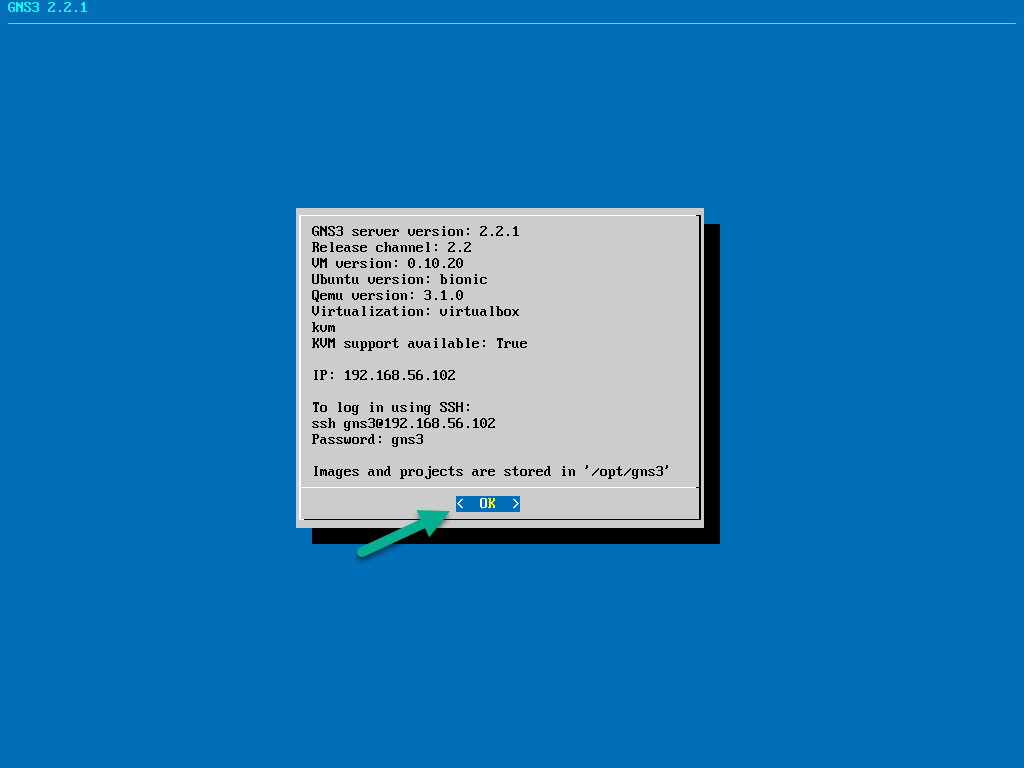 GNS3 2.2.1
GNS3 server version: 2.2.1
Release channel: 2.2
VM version: 0.10.20
Ubuntu version: bionic
Qemu version: 3.1.0
Virtualization: virtualbox
kvm
KVM support available: True
IP: 192.168.56.102
To log in using SSH:
ssh gns3@192.168.56.102
Password: gns3
Images and projects are stored in '/opt/gns3'
<  OK  >